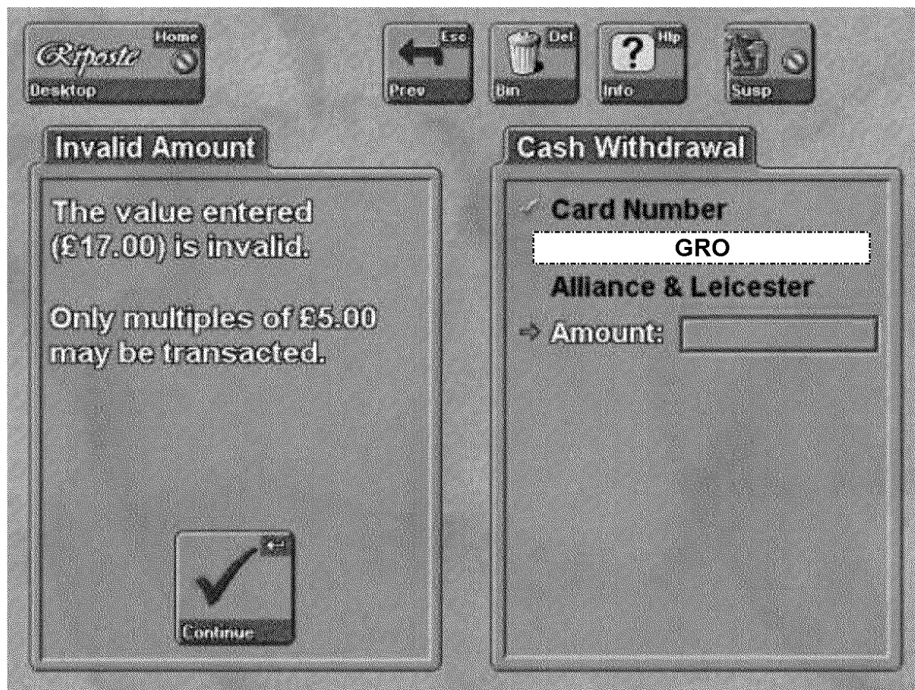 Riposte
Home
Desktop
Esc
Prev
Del
Bin
Hlp
Info
Susp
Invalid Amount
The value entered
(£17.00) is invalid.
Only multiples of £5.00
may be transacted.
Continue
Cash Withdrawal
Card Number
GRO
Alliance & Leicester
Amount: